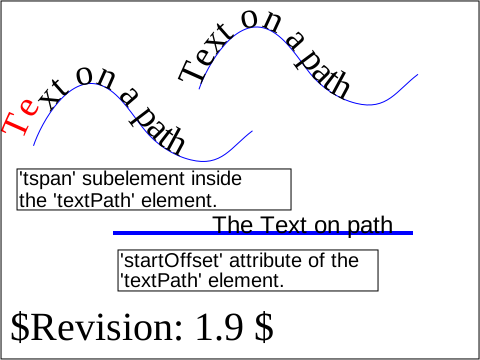 Text on a path
Text on a path
'tspan' subelement inside
the 'textPath' element.
The Text on path
'startOffset' attribute of the
'textPath' element.
$Revision: 1.9 $